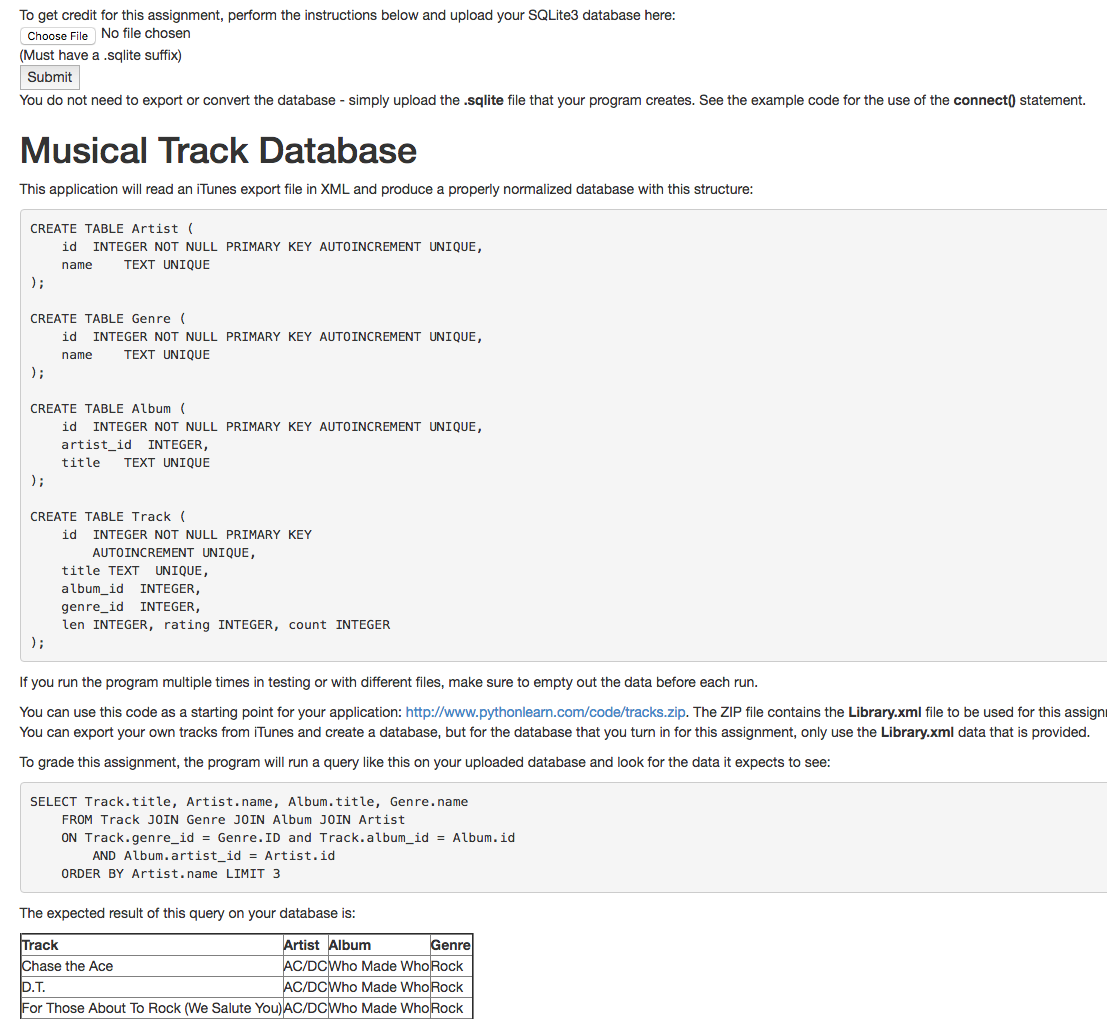 To get credit for this assignment, perform the instructions below and upload your SQLite3 database here:
Choose File No file chosen
(Must have a .sqlite suffix)
Submit
You do not need to export or convert the database - simply upload the .sqlite file that your program creates. See the example code for the use of the connect() statement.
Musical Track Database
This application will read an iTunes export file in XML and produce a properly normalized database with this structure:
CREATE TABLE Artist (
    id  INTEGER NOT NULL PRIMARY KEY AUTOINCREMENT UNIQUE,
    name    TEXT UNIQUE
);
CREATE TABLE Genre (
    id  INTEGER NOT NULL PRIMARY KEY AUTOINCREMENT UNIQUE,
    name    TEXT UNIQUE
);
CREATE TABLE Album (
    id  INTEGER NOT NULL PRIMARY KEY AUTOINCREMENT UNIQUE,
    artist_id  INTEGER,
    title   TEXT UNIQUE
);
CREATE TABLE Track (
    id  INTEGER NOT NULL PRIMARY KEY
        AUTOINCREMENT UNIQUE,
    title TEXT  UNIQUE,
    album_id  INTEGER,
    genre_id  INTEGER,
    len INTEGER, rating INTEGER, count INTEGER
);
If you run the program multiple times in testing or with different files, make sure to empty out the data before each run.
You can use this code as a starting point for your application: http://www.pythonlearn.com/code/tracks.zip. The ZIP file contains the Library.xml file to be used for this assignr
You can export your own tracks from iTunes and create a database, but for the database that you turn in for this assignment, only use the Library.xml data that is provided.
To grade this assignment, the program will run a query like this on your uploaded database and look for the data it expects to see:
SELECT Track.title, Artist.name, Album.title, Genre.name
    FROM Track JOIN Genre JOIN Album JOIN Artist
    ON Track.genre_id = Genre.ID and Track.album_id = Album.id
        AND Album.artist_id = Artist.id
    ORDER BY Artist.name LIMIT 3
The expected result of this query on your database is:
Track Artist Album Genre
Chase the Ace AC/DC Who Made Who Rock
D.T. AC/DC Who Made Who Rock
For Those About To Rock (We Salute You) AC/DC Who Made Who Rock